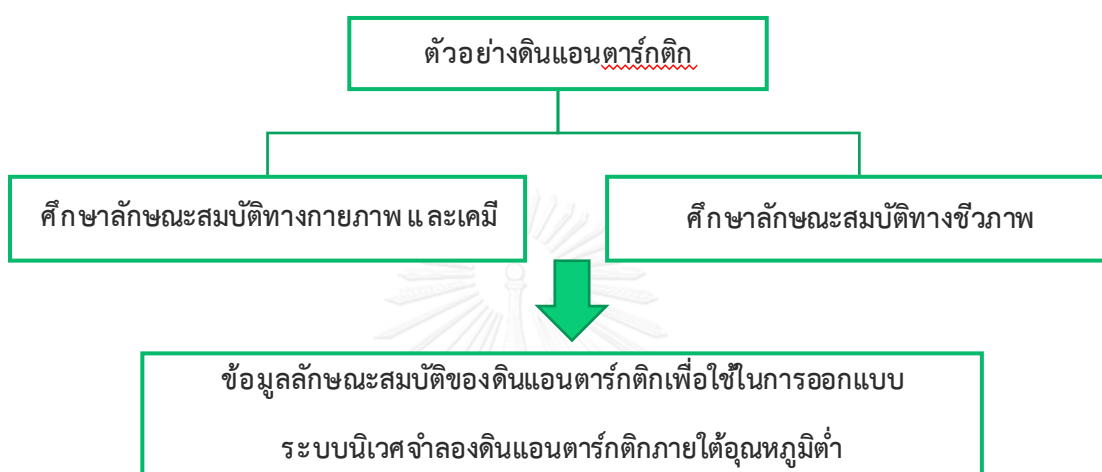 ตัวอย่างดินแอนตาร์กติก
ศึกษาลักษณะสมบัติทางกายภาพ และเคมี
ศึกษาลักษณะสมบัติทางชีวภาพ
ข้อมูลลักษณะสมบัติของดินแอนตาร์กติกเพื่อใช้ในการออกแบบ
ระบบนิเวศจำลองดินแอนตาร์กติกภายใต้อุณหภูมิต่ำ